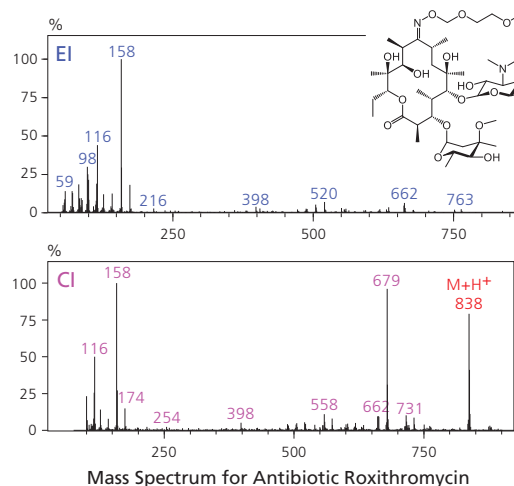 %
EI
158
100
75
50
25
0
59
98
116
216
398
520
662
763
250
500
750
N
O
O
O
OH
OH
OH
HO
N
O
O
O
O
O
O
O
OH
%
CI
158
100
75
50
25
0
116
174
254
398
558
662
679
731
M+H+
838
250
500
750
Mass Spectrum for Antibiotic Roxithromycin